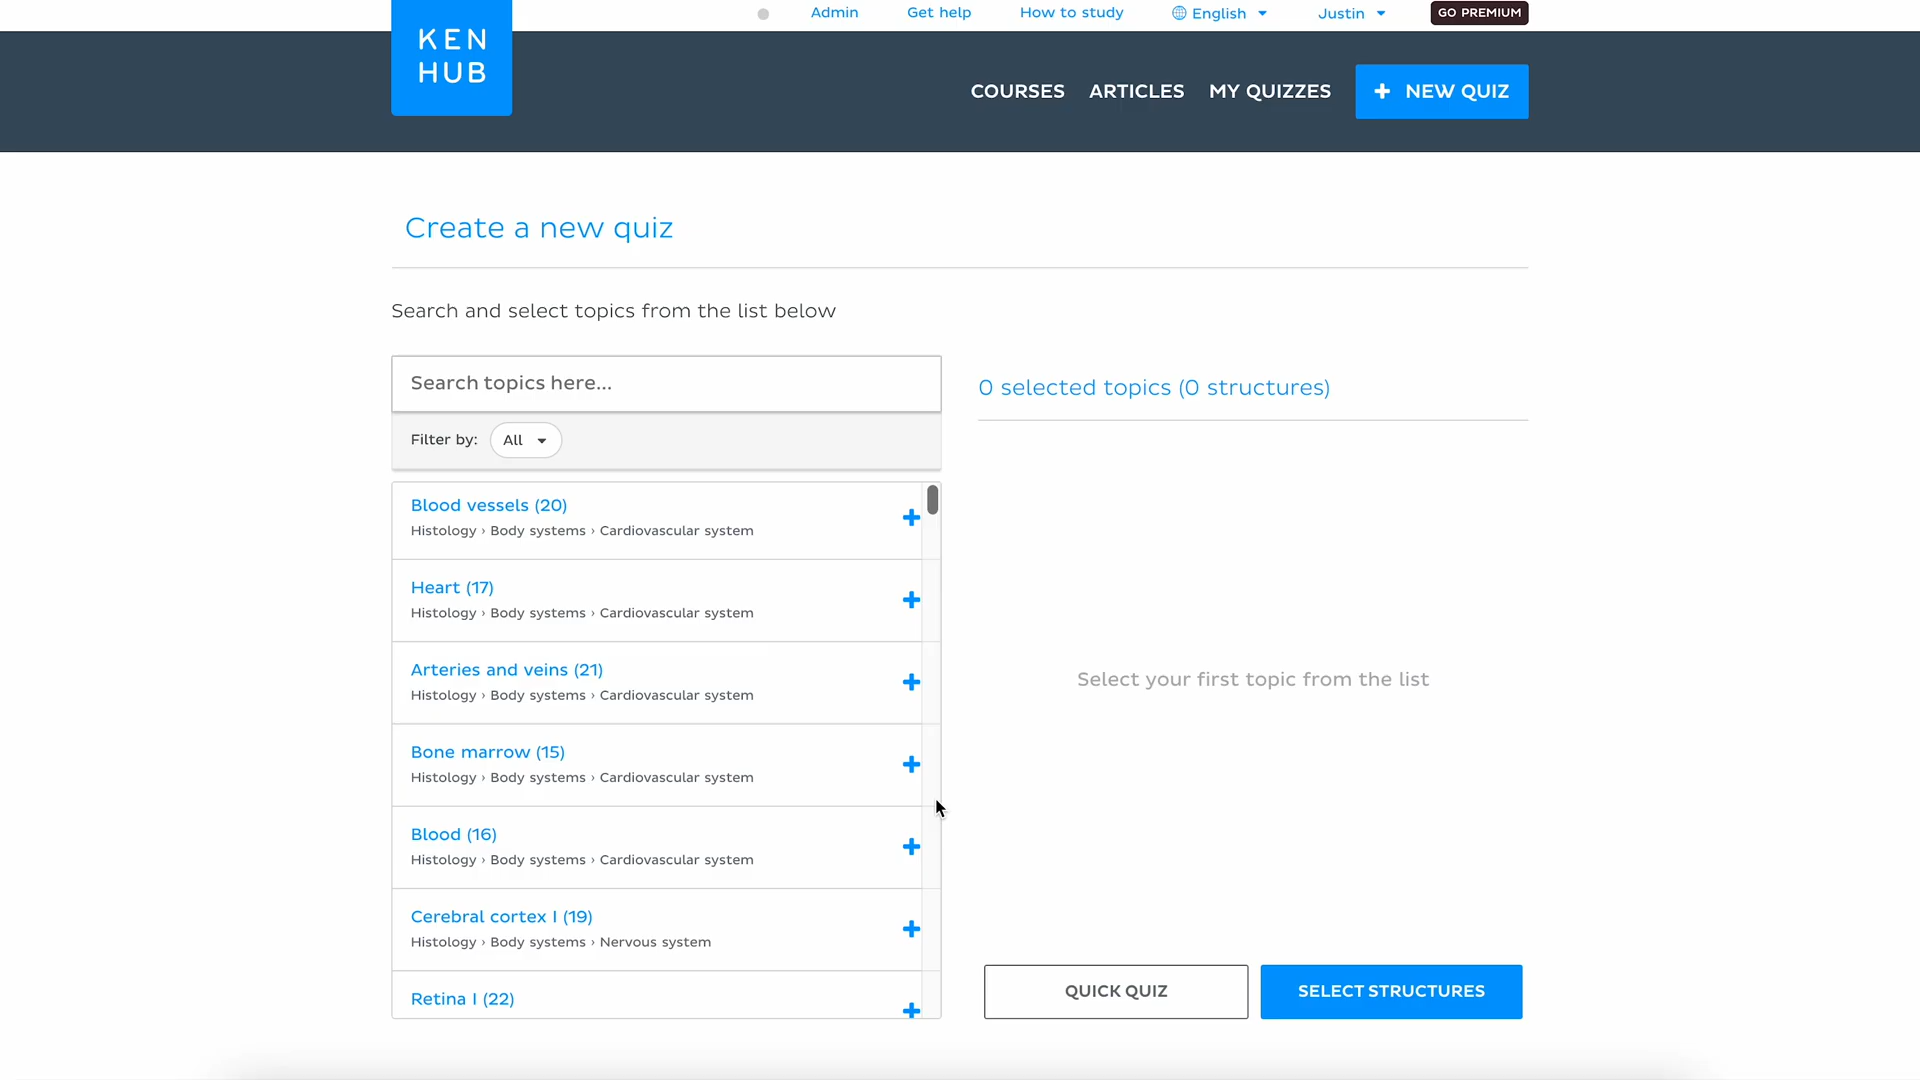 KEN
HUB
Admin
Get help
How to study
English
Justin
GO PREMIUM
COURSES
ARTICLES
MY QUIZZES
+ NEW QUIZ
Create a new quiz
Search and select topics from the list below
Search topics here...
Filter by: All
Blood vessels (20)
Histology › Body systems › Cardiovascular system
Heart (17)
Histology › Body systems › Cardiovascular system
Arteries and veins (21)
Histology › Body systems › Cardiovascular system
Bone marrow (15)
Histology › Body systems › Cardiovascular system
Blood (16)
Histology › Body systems › Cardiovascular system
Cerebral cortex I (19)
Histology › Body systems › Nervous system
Retina I (22)
0 selected topics (0 structures)
Select your first topic from the list
QUICK QUIZ
SELECT STRUCTURES